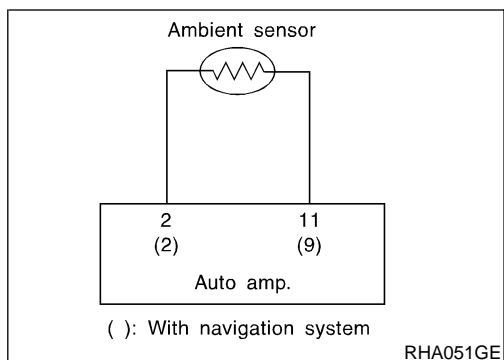 Ambient sensor
2 11
(2) (9)
Auto amp.
( ): With navigation system
RHA051GE